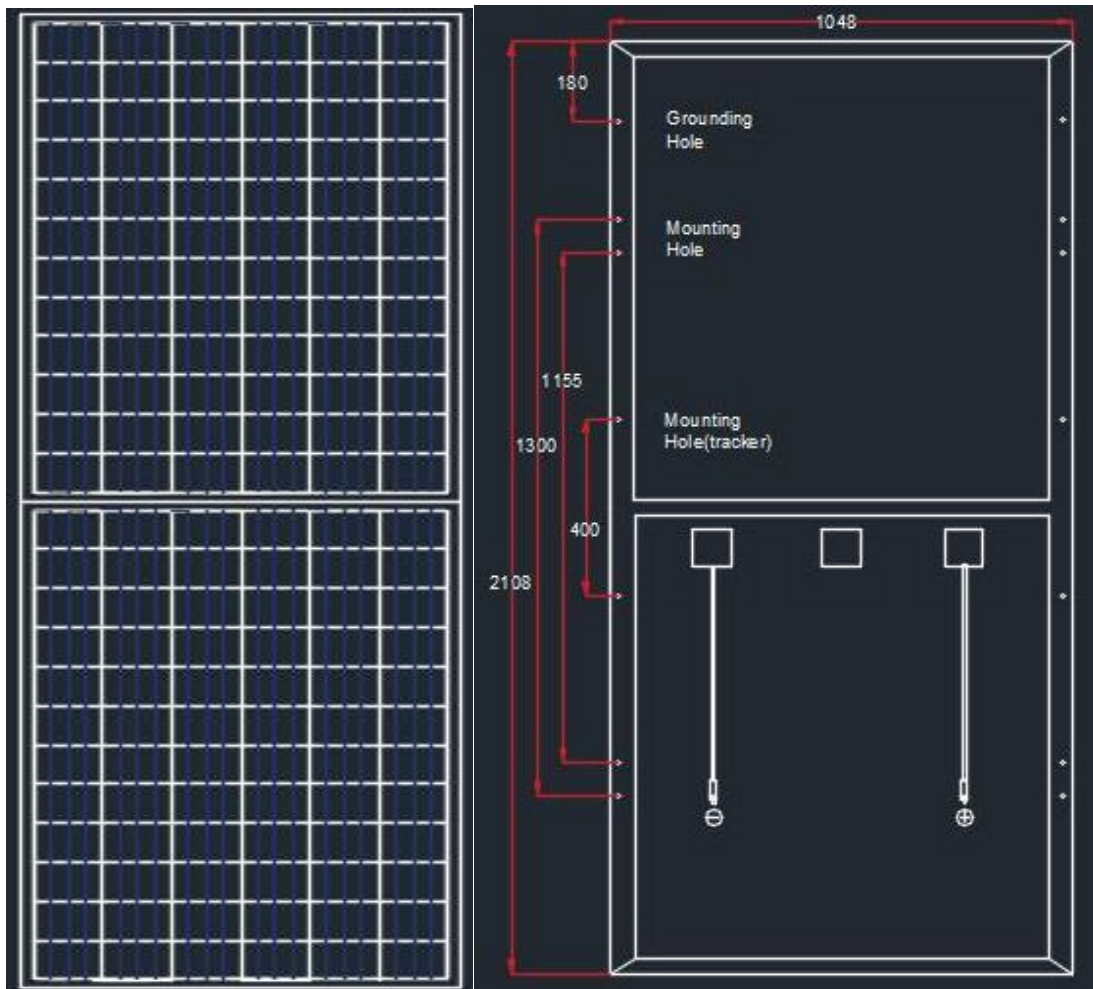 1048
180
Grounding
Hole
Mounting
Hole
1155
Mounting
Hole(tracker)
1300
400
2108
⊖
⊕